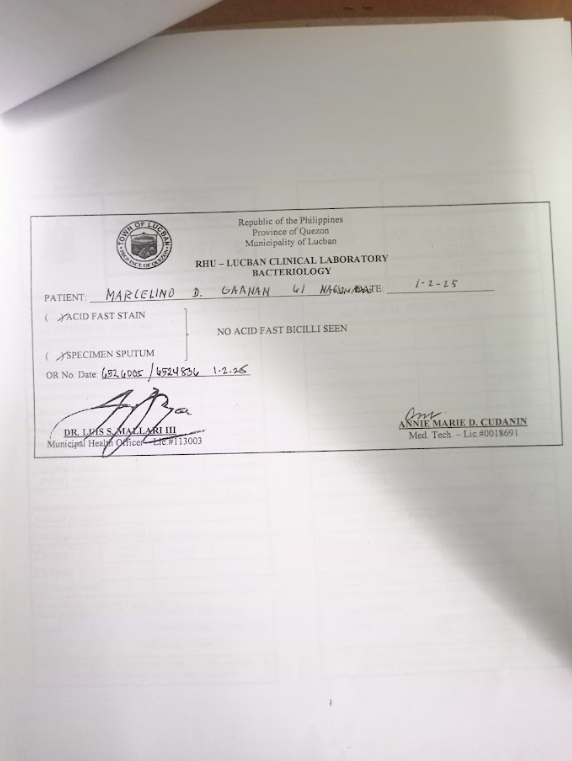 TOWN OF LUCBAN
PROVINCE OF QUEZON
Republic of the Philippines
Province of Quezon
Municipality of Lucban
RHU – LUCBAN CLINICAL LABORATORY
BACTERIOLOGY
PATIENT: MARCELINO D. GARNAN 61 DATE: 1-2-25
( ACID FAST STAIN
NO ACID FAST BICILLI SEEN
( SPECIMEN SPUTUM
OR No. Date: 6526005 / 6524836 1-2-25
DR. LUIS S. MALLARI III
Municipal Health Officer – Lic.#113003
ANNIE MARIE D. CUDANIN
Med. Tech. – Lic.#0018691